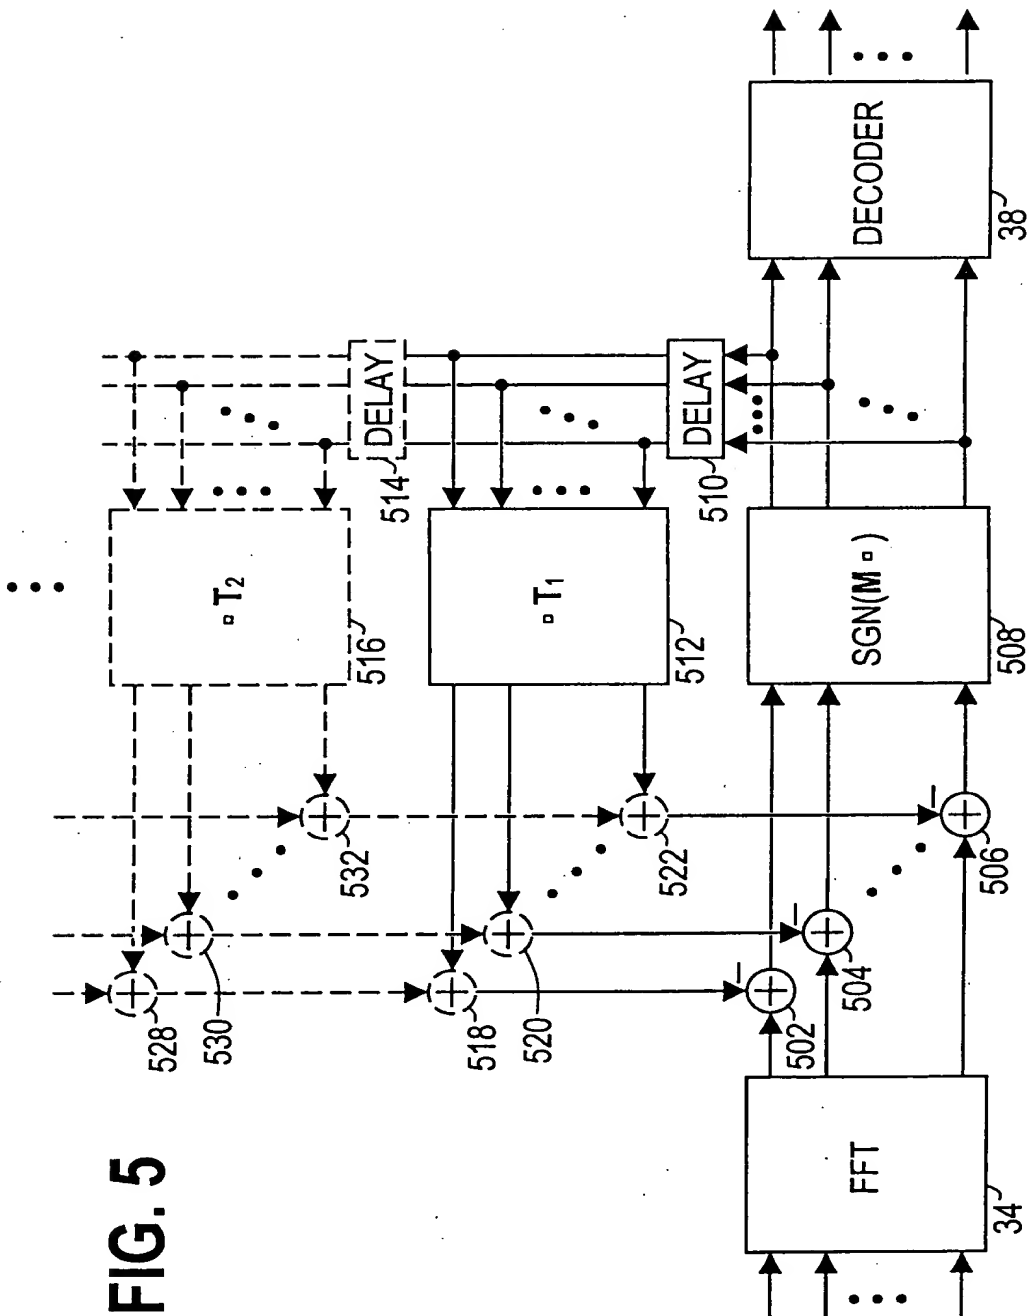 FIG. 5
528
530
532
▫ T₂
516
DELAY
514
518
520
522
▫ T₁
512
DELAY
510
FFT
34
502
504
506
SGN(M ▫ )
508
DECODER
38